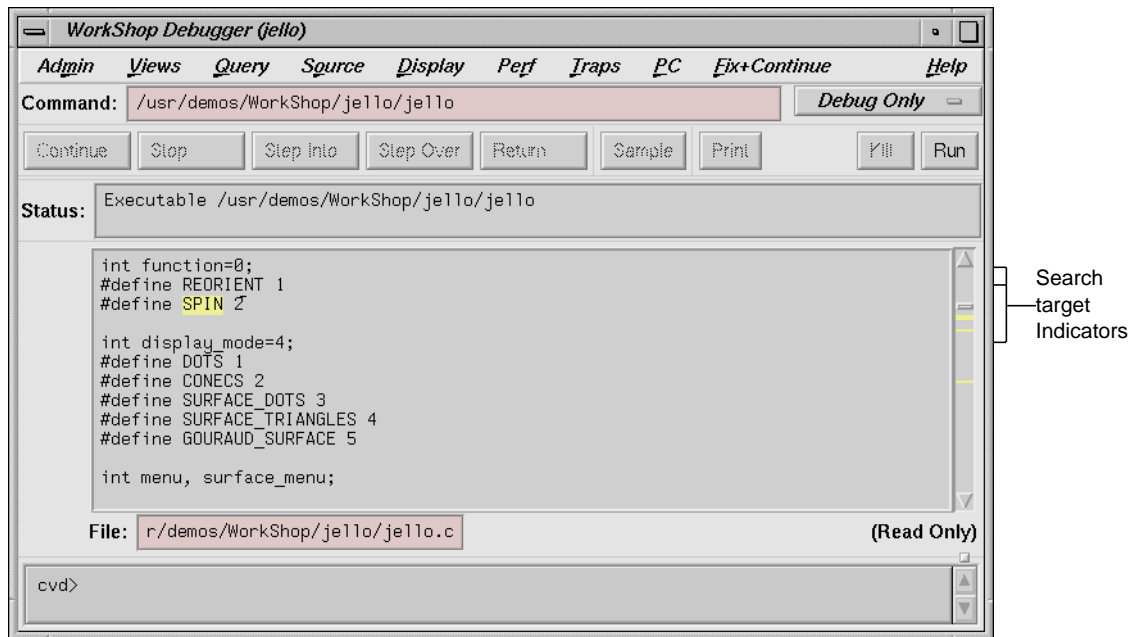 WorkShop Debugger (jello)
Admin Views Query Source Display Perf Traps PC Fix+Continue Help
Command: /usr/demos/WorkShop/jello/jello Debug Only
Continue Stop Step Into Step Over Return Sample Print Kill Run
Status: Executable /usr/demos/WorkShop/jello/jello
int function=0;
#define REORIENT 1
#define SPIN 2
int display_mode=4;
#define DOTS 1
#define CONECS 2
#define SURFACE_DOTS 3
#define SURFACE_TRIANGLES 4
#define GOURAUD_SURFACE 5
int menu, surface_menu;
File: r/demos/WorkShop/jello/jello.c (Read Only)
cvd>
Search
target
Indicators